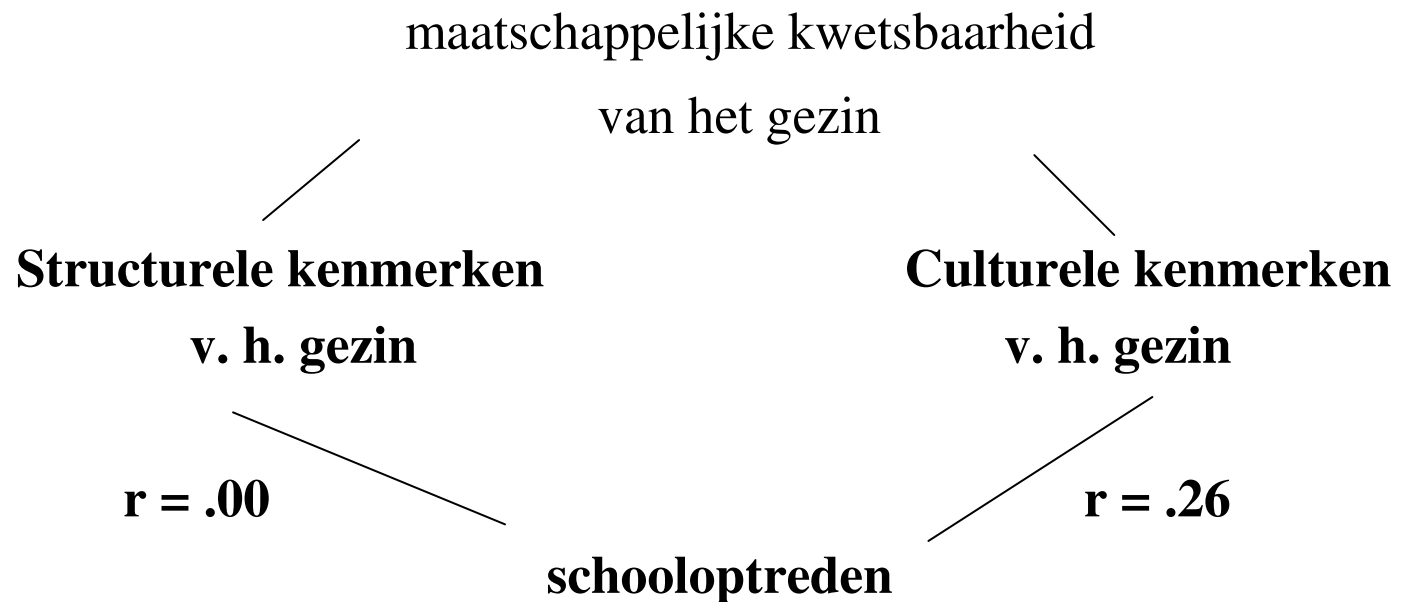 maatschappelijke kwetsbaarheid
van het gezin
Structurele kenmerken
v. h. gezin
Culturele kenmerken
v. h. gezin
r = .00
r = .26
schooloptreden